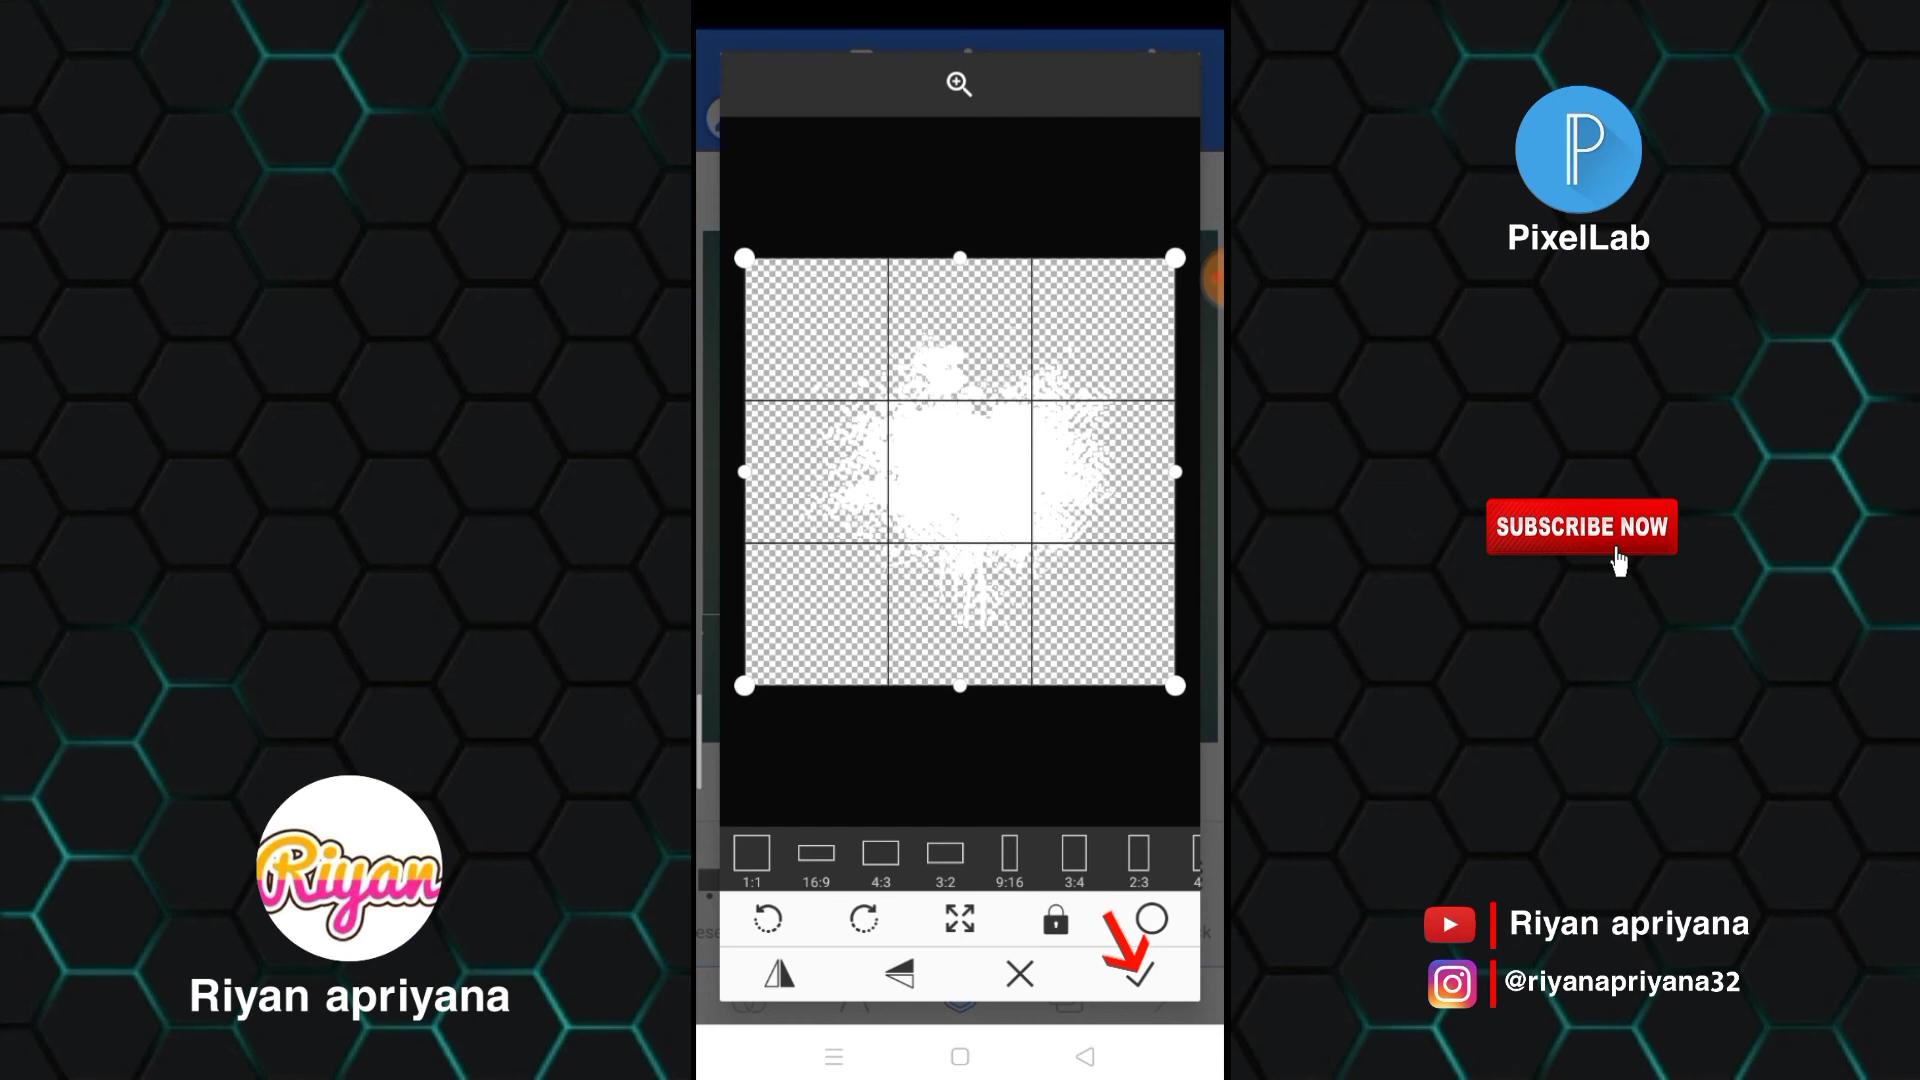 P
PixelLab
SUBSCRIBE NOW
1:1 16:9 4:3 3:2 9:16 3:4 2:3 4
Riyan
Riyan apriyana
Riyan apriyana
@riyanapriyana32